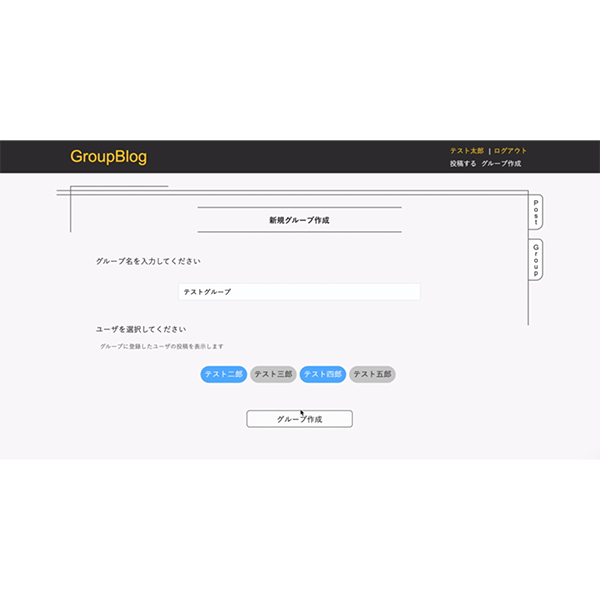 GroupBlog
テスト太郎 | ログアウト
投稿する グループ作成
Post
Group
新規グループ作成
グループ名を入力してください
テストグループ
ユーザを選択してください
グループに登録したユーザの投稿を表示します
テスト二郎 テスト三郎 テスト四郎 テスト五郎
グループ作成